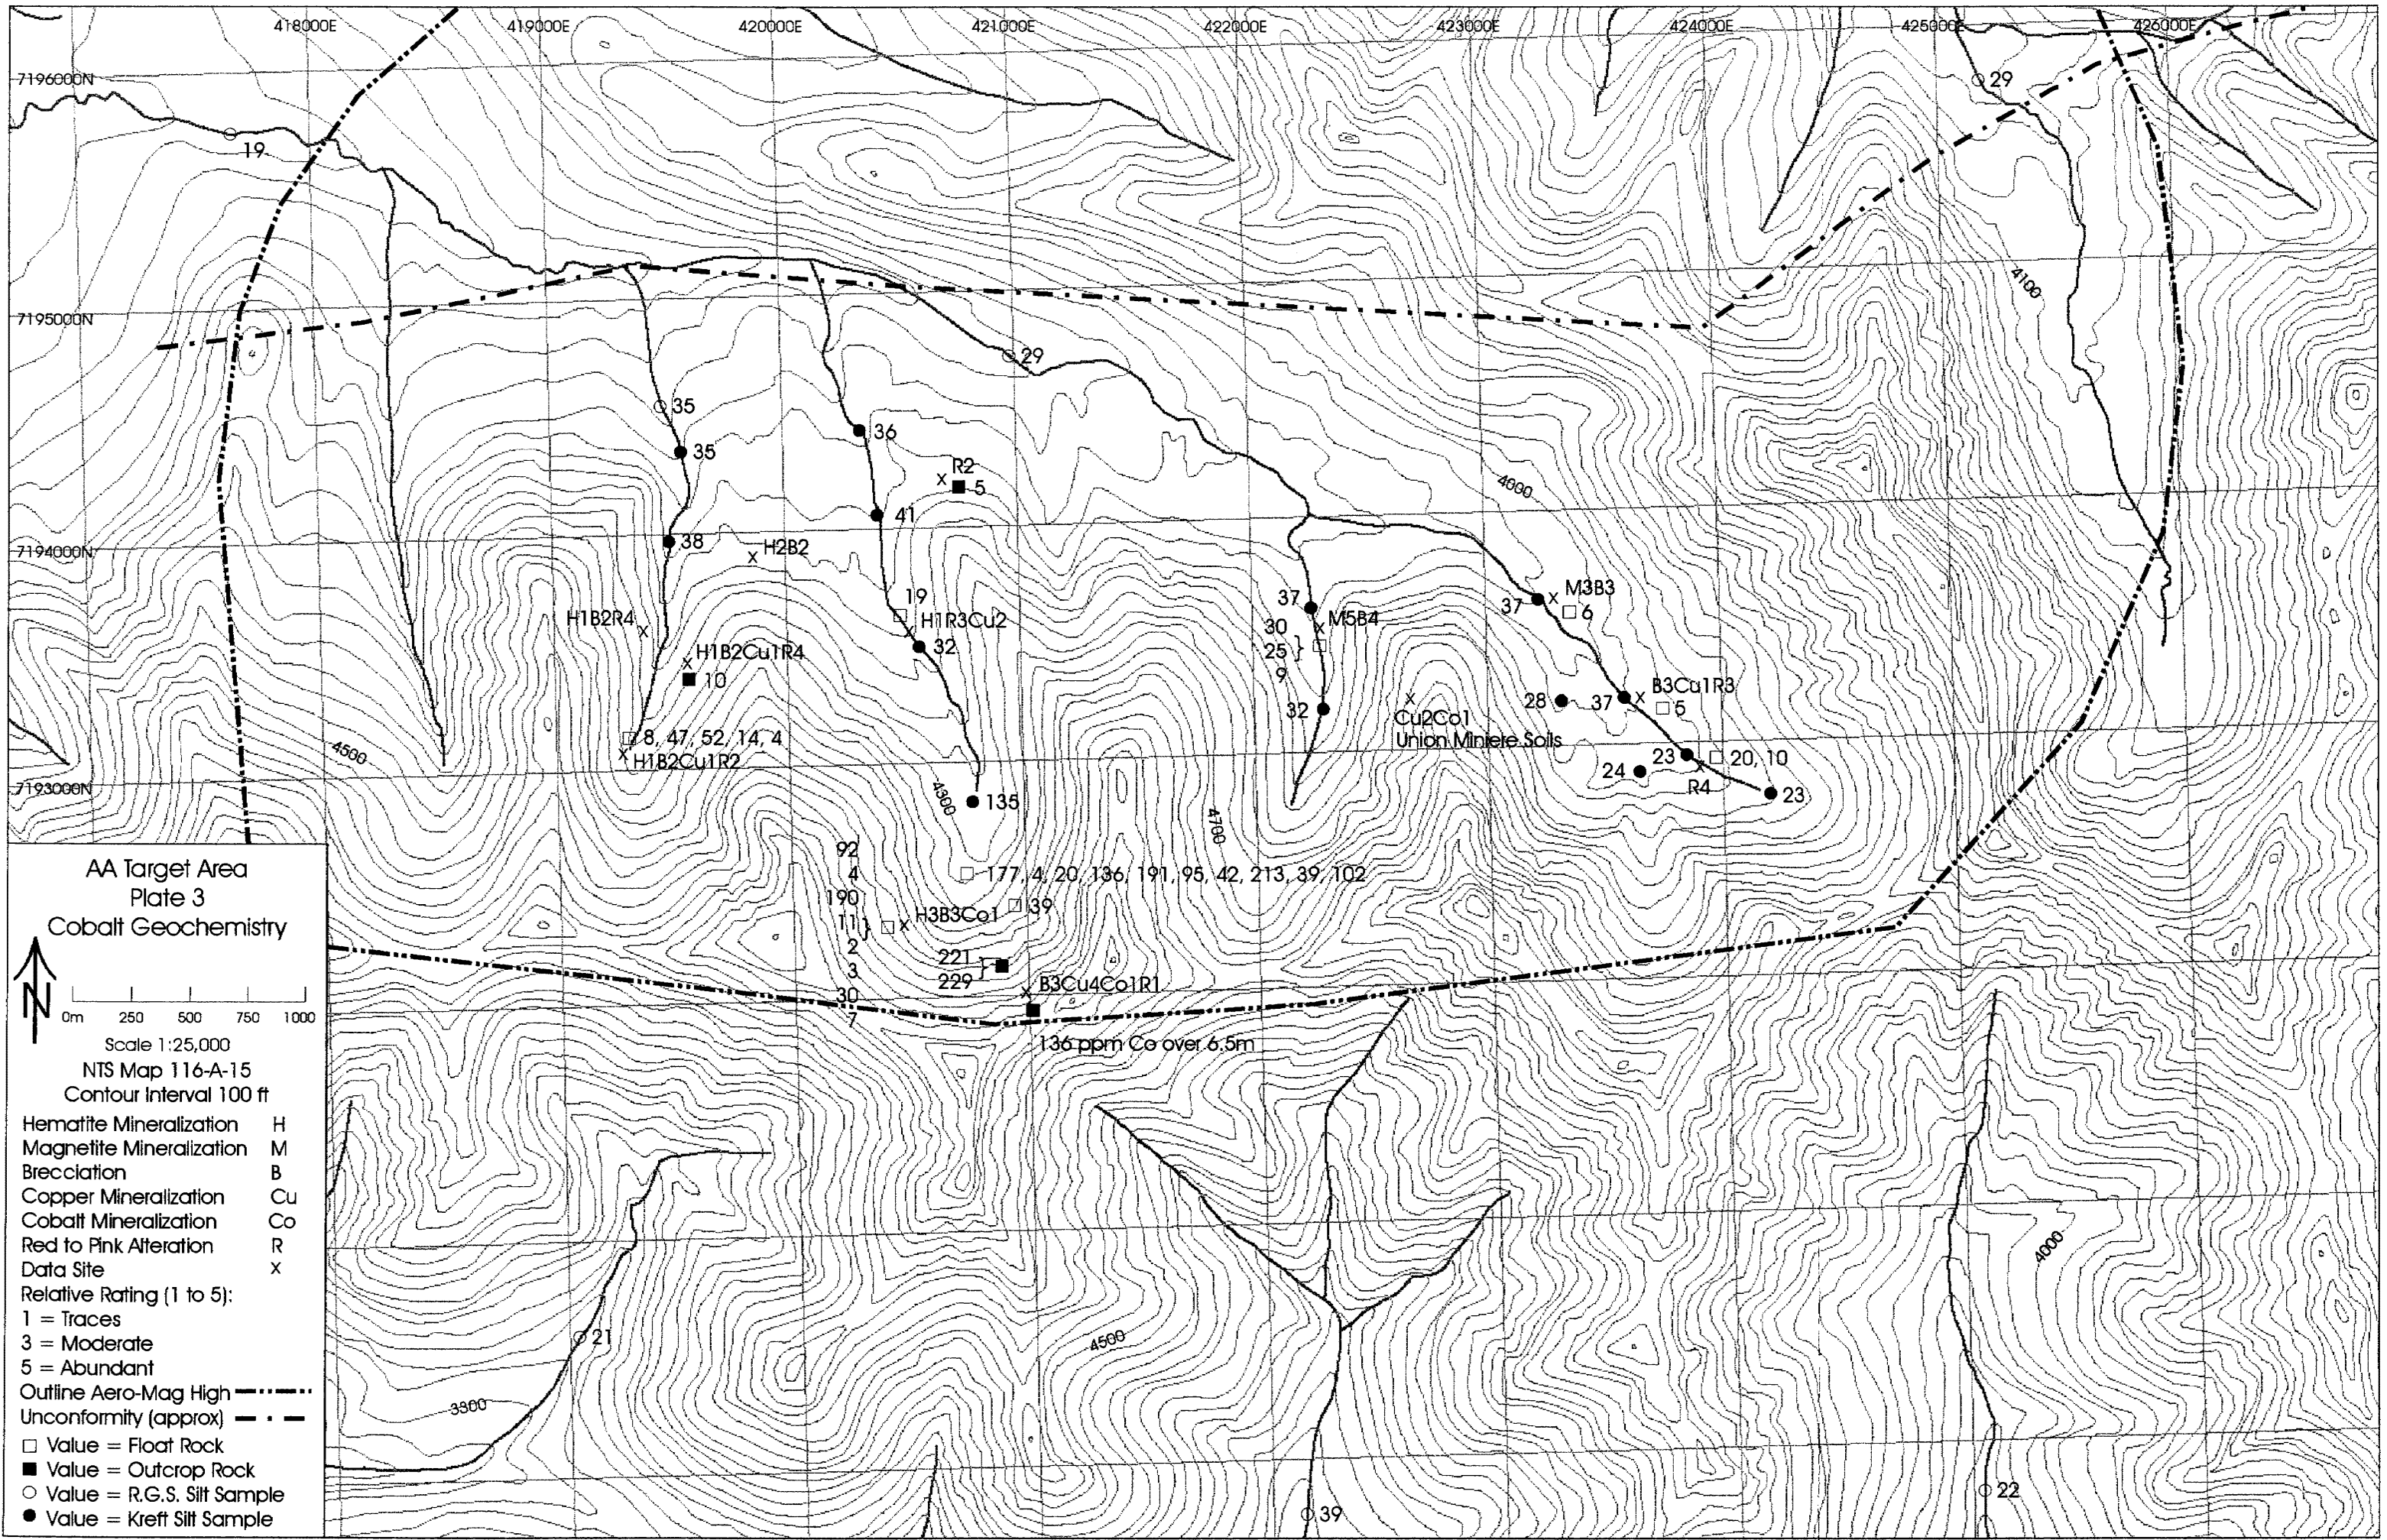 418000E
419000E
420000E
421000E
422000E
423000E
424000E
425000E
426000E
7196000N
29
19
4100
7195000N
29
35
36
35
R2
5
4000
41
38
H2B2
7194000N
19
H1R3Cu2
32
H1B2R4
H1B2Cu1R4
10
37
30
25
9
M5B4
37
M3B3
6
32
28
37
B3Cu1R3
5
Cu2Co1
Union Miniere Soils
8, 47, 52, 14, 4
H1B2Cu1R2
4500
23
20, 10
24
R4
23
7193000N
4300
135
4700
92
4
190
11
2
3
30
7
177, 4, 20, 136, 191, 95, 42, 213, 39, 102
39
H3B3Co1
221
229
B3Cu4Co1R1
136 ppm Co over 6.5m
AA Target Area
Plate 3
Cobalt Geochemistry
N
0m 250 500 750 1000
Scale 1:25,000
NTS Map 116-A-15
Contour Interval 100 ft
Hematite Mineralization H
Magnetite Mineralization M
Brecciation B
Copper Mineralization Cu
Cobalt Mineralization Co
Red to Pink Alteration R
Data Site x
Relative Rating (1 to 5):
1 = Traces
3 = Moderate
5 = Abundant
Outline Aero-Mag High
Unconformity (approx)
Value = Float Rock
Value = Outcrop Rock
Value = R.G.S. Silt Sample
Value = Kreft Silt Sample
21
3300
4500
4000
39
22